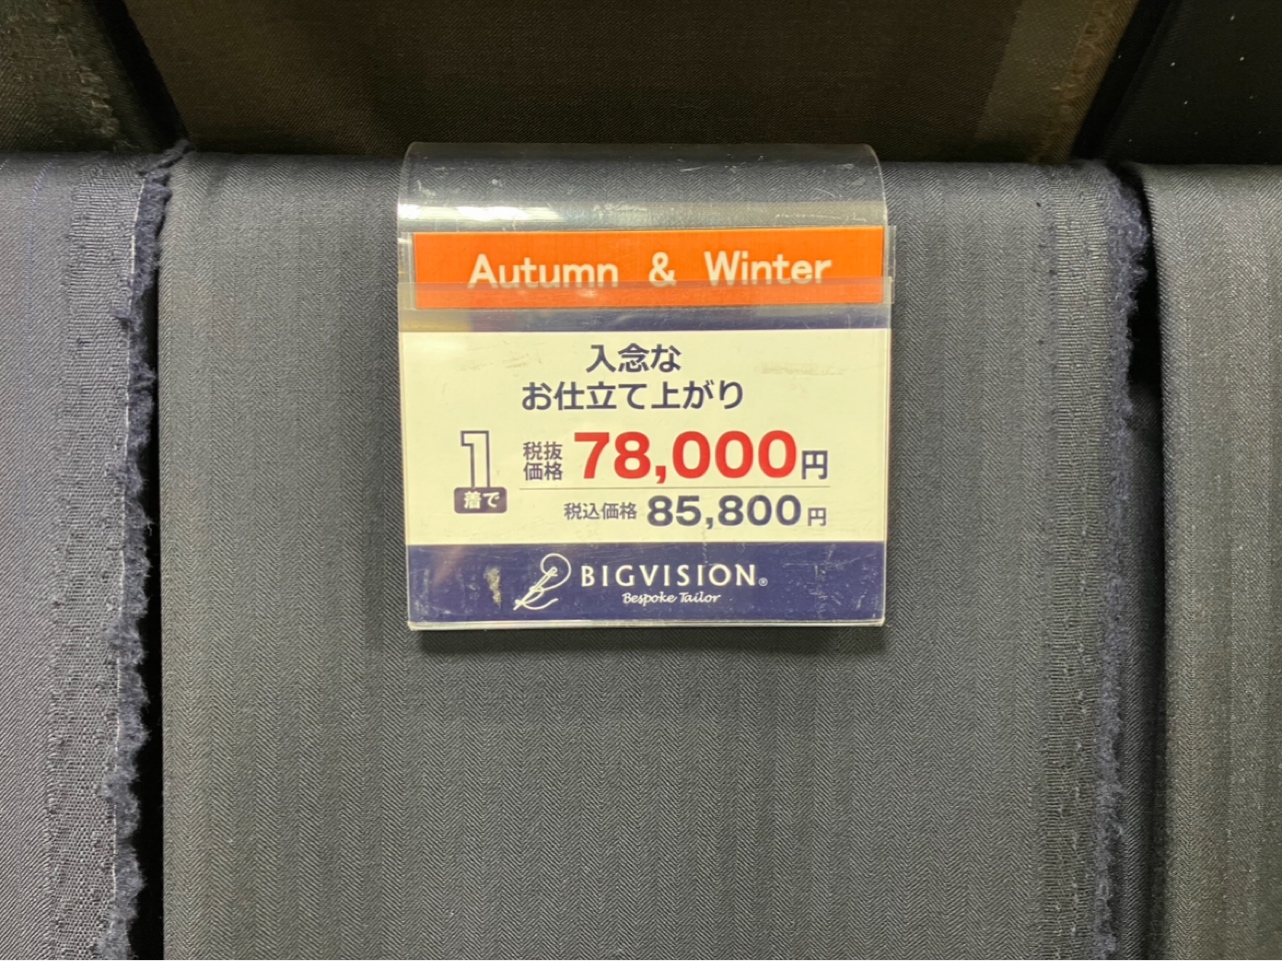 Autumn & Winter
入念な
お仕立て上がり
1着で
税抜価格 78,000円
税込価格 85,800円
BIGVISION®
Bespoke Tailor